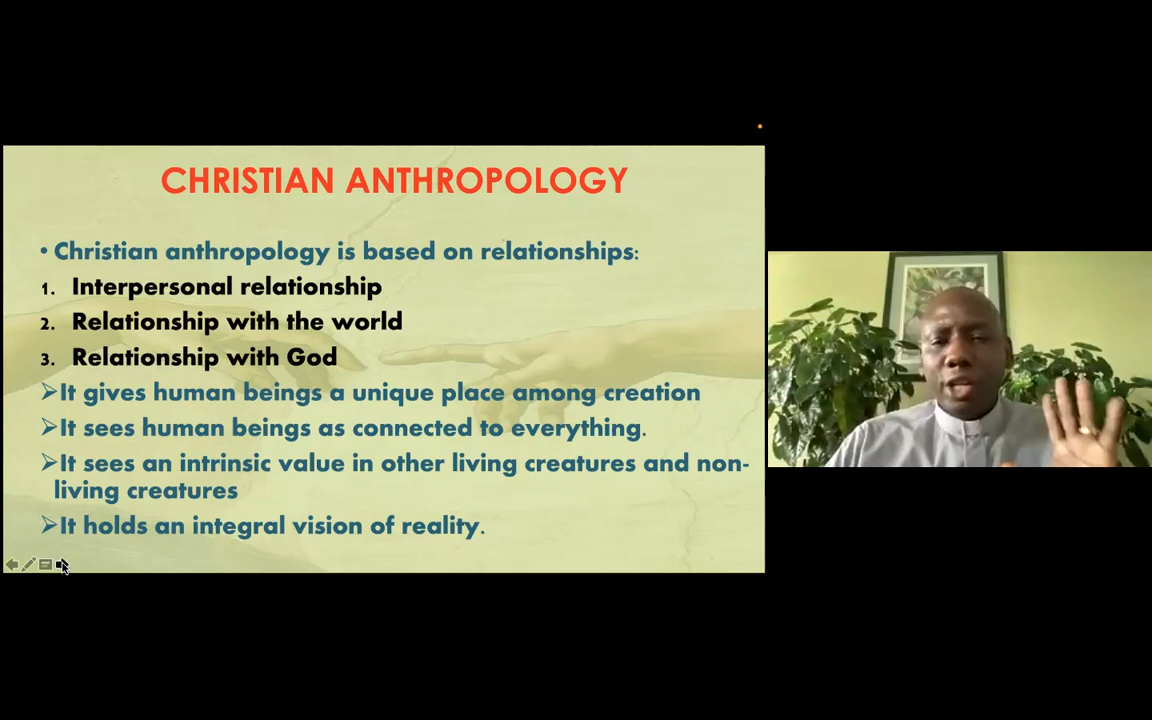 CHRISTIAN ANTHROPOLOGY
• Christian anthropology is based on relationships:
1. Interpersonal relationship
2. Relationship with the world
3. Relationship with God
➢It gives human beings a unique place among creation
➢It sees human beings as connected to everything.
➢It sees an intrinsic value in other living creatures and non-
living creatures
➢It holds an integral vision of reality.